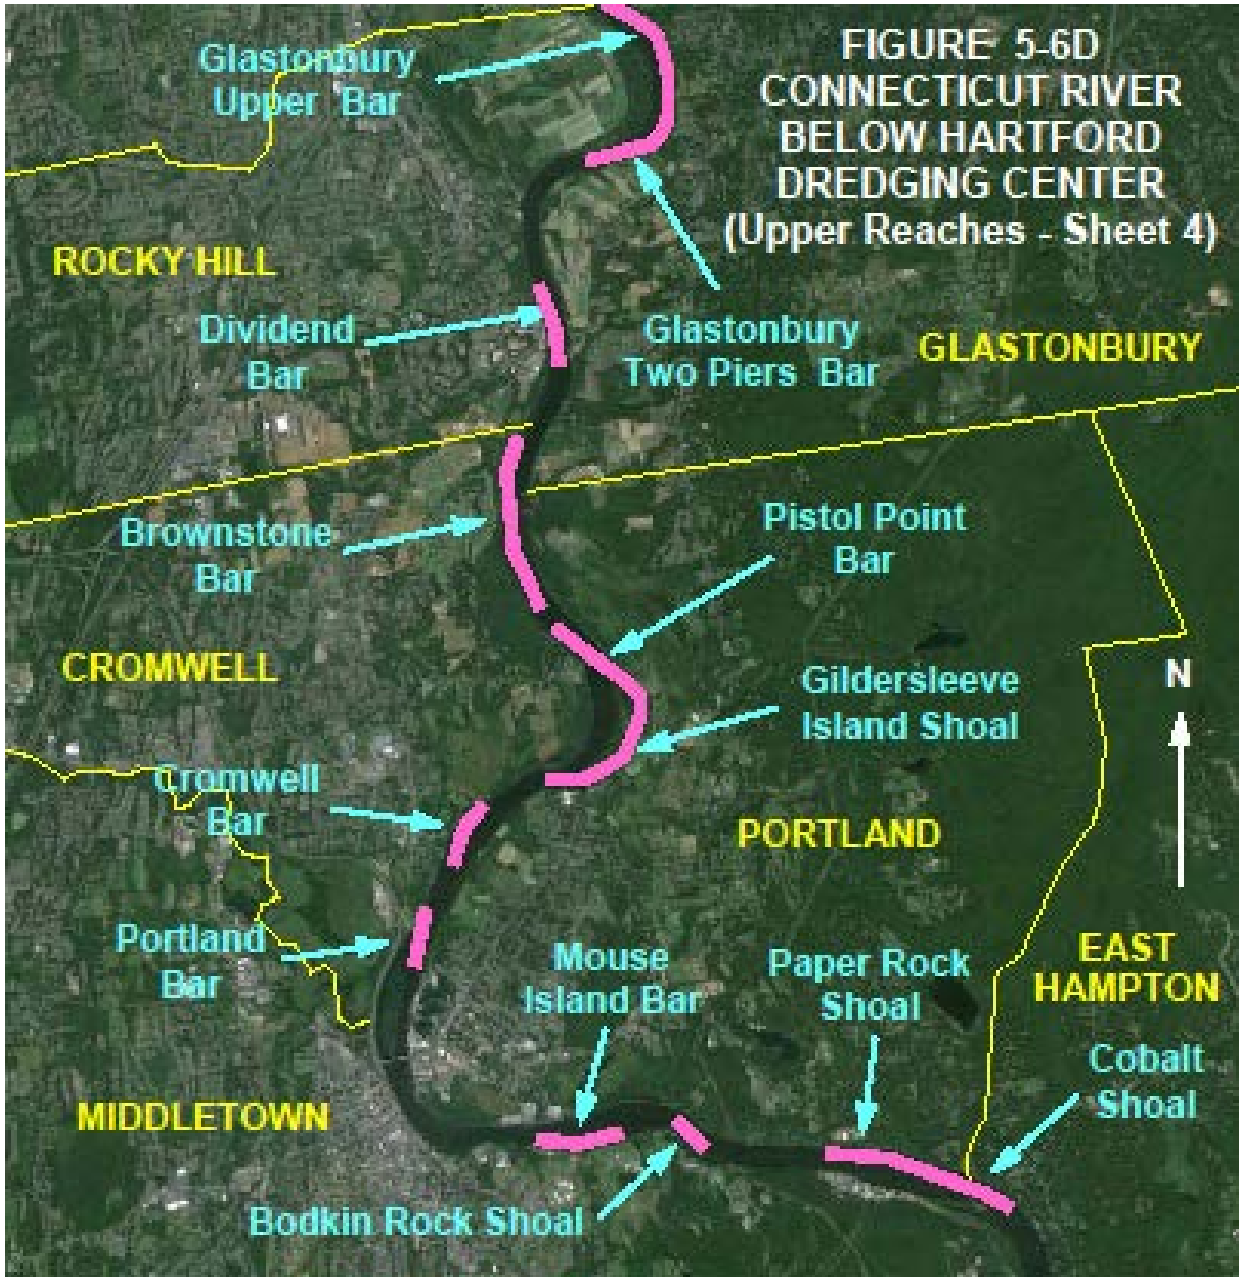 FIGURE 5-6D
CONNECTICUT RIVER
BELOW HARTFORD
DREDGING CENTER
(Upper Reaches - Sheet 4)
Glastonbury
Upper Bar
ROCKY HILL
Dividend
Bar
Glastonbury
Two Piers Bar
GLASTONBURY
Brownstone
Bar
Pistol Point
Bar
CROMWELL
Gildersleeve
Island Shoal
N
Cromwell
Bar
PORTLAND
Portland
Bar
Mouse
Island Bar
Paper Rock
Shoal
EAST
HAMPTON
Cobalt
Shoal
MIDDLETOWN
Bodkin Rock Shoal